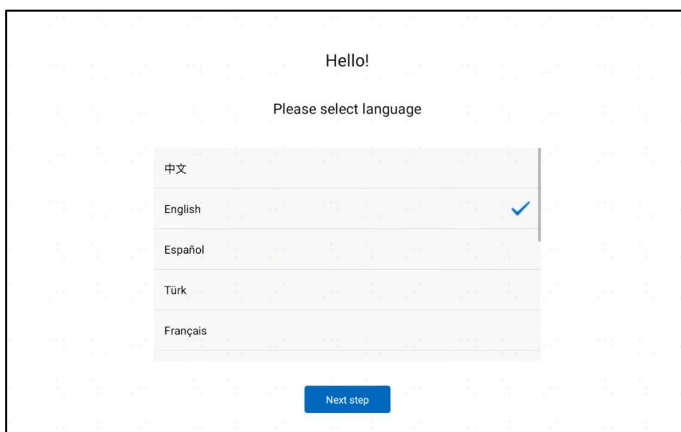 Hello!
Please select language
中文
English
Español
Türk
Français
Next step